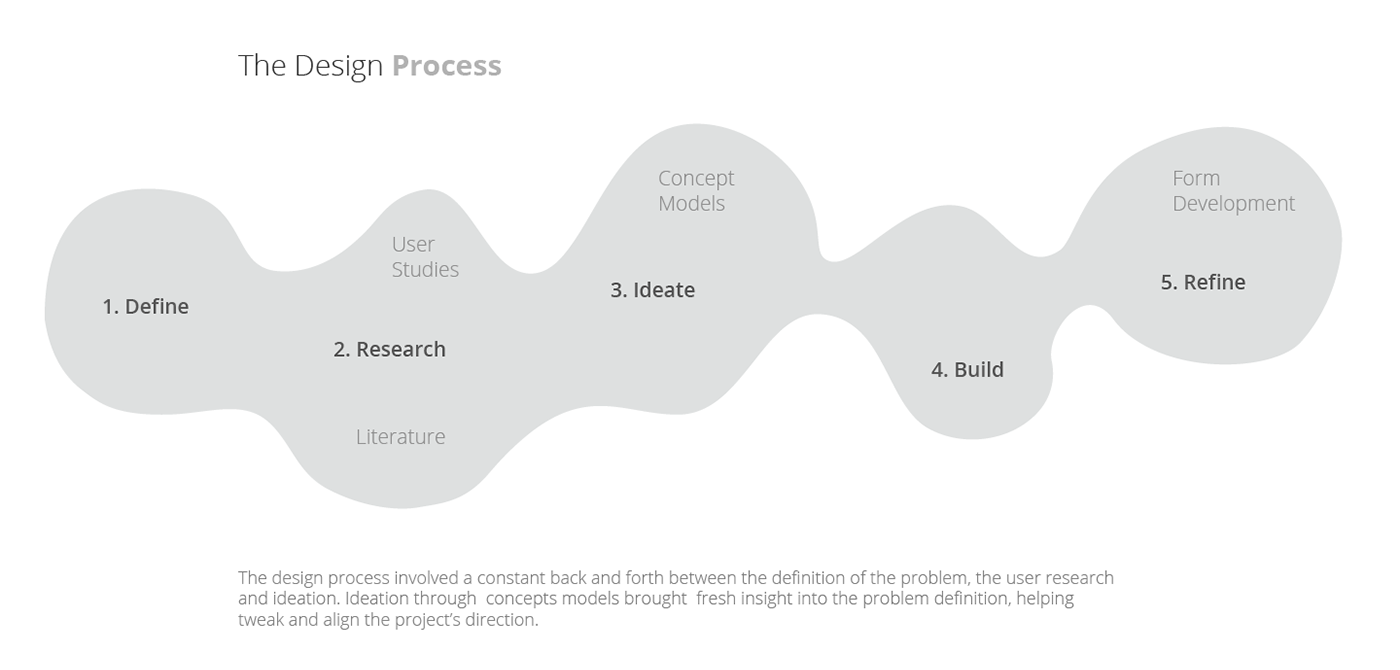 The Design Process
1. Define
User
Studies
2. Research
Literature
Concept
Models
3. Ideate
4. Build
Form
Development
5. Refine
The design process involved a constant back and forth between the definition of the problem, the user research
and ideation. Ideation through  concepts models brought  fresh insight into the problem definition, helping
tweak and align the project’s direction.